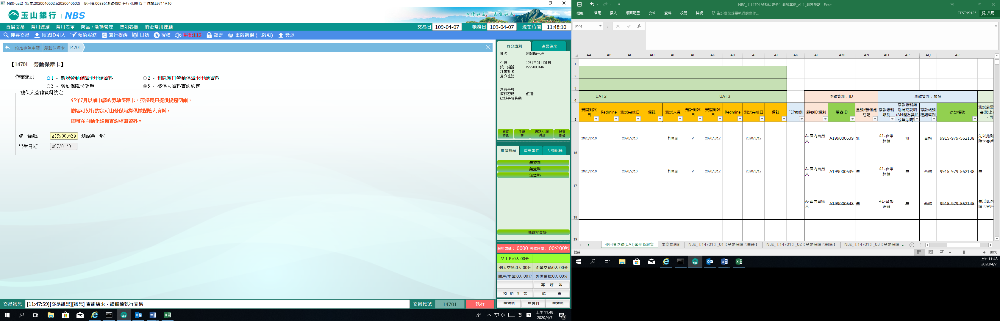 NBS-uat2 (版本:2020040602.b2020040602) 使用者:00386(測試480) 分行別:9915 工作站:L9711A10
玉山銀行 | NBS
心清如玉, 義重如山。
自選交易 常用連結 常用表單 商品 / 活動管理 智能客服 消金常用連結
交易日 109-04-07 帳務日 109-04-07 現在時間 11:48:10
搜尋交易 帳號ID引入 預約服務 蒞行提醒 日誌 授權 廣播:112 鎖定 重啟週邊 (已啟動) 簽退
約定事項申請 勞動保障卡 14701
【14701 勞動保障卡】
作業類別
1 - 新增勞動保障卡申請資料
2 - 刪除當日勞動保障卡申請資料
3 - 勞動保障卡銷戶
5 - 被保人資料查詢約定
被保人查詢資料約定
95年7月以前申請的勞動保障卡，勞保局只提供提撥明細，
顧客可另行約定可由勞保局提供被保險人資料，
即可在自動化設備查詢相關資料。
統一編號 A199000639 測試黃一收
出生日期 087/01/01
身分識別 產品往來
姓名 測試顏一地
生日 1981年01月01日
統一編號 C299000446
理專姓名
身分註記
注意事項
簡訊密碼 使用中
近期事故異動
顧客資訊 手續費 通路/共同行銷 顧客影像
推薦商品 重要事件 互動記錄
無資料
無資料
無資料
一般轉介登錄
服務號碼： 0000 等候時間： 00分00秒
V I P:0人 00分
個人交易:0人 00分 企業交易:0人 00分
開戶/申請:0人 00分 外匯業務:0人 00分
再 呼 叫
預 約 叫 號 結 束
無資料 無資料 無資料
交易訊息 [11:47:59][交易訊息][訊息] 查詢結束，請繼續執行交易
交易代號 14701 執行
英
上午 11:48
2020/4/7
3
NBS_【14701勞動保障卡】測試案例_v1.1_測資盤點 - Excel
檔案 常用 插入 版面配置 公式 資料 校閱 檢視 告訴我您想要執行的動作...
TEST19125 共用
P23 fx
AA AB AC AD AE AF AG AH AI AJ AK AL AM AN AO AP AQ AR
1
2
3
4 UAT 2 UAT 3 測試資料：ID 測試資料：帳號
5 實際測試日 Redmine 測試完成日 備註 測試人員 預計測試日 實際測試日 Redmine 測試完成日 備註 FEP案例 顧客ID類別 顧客ID 重號/籌備處註記 存款帳號類別 存款帳號類別補充說明(AN欄為其他或無法明 存款帳號種類幣別 存款帳號 測試前需 容(貼上 ，再
16 2020/2/10 2020/2/10 許佩瑜 V 2020/3/12 2020/3/12 A-國內自然人 A199000639 無 41-台幣綜儲 無 台幣 9915-979-562138 先以此測 障卡專戶
17 2020/2/10 2020/2/10 許佩瑜 V 2020/3/12 2020/3/12 A-國內自然人 A199000639 無 41-台幣綜儲 無 台幣 9915-979-562138 無
18 A-國內自然人 A199000648 無 41-台幣綜儲 無 台幣 9915-979-562145 先以此測 障卡專戶
19
使用者測試(UAT)案例＆報告 本交易統計 NBS_【14701】_01【勞動保障卡申請】 NBS_【14701】_02【勞動保障卡刪除】 NBS_【14701】_03【勞動保障 ...
就緒 80%
上午 11:48
2020/4/7